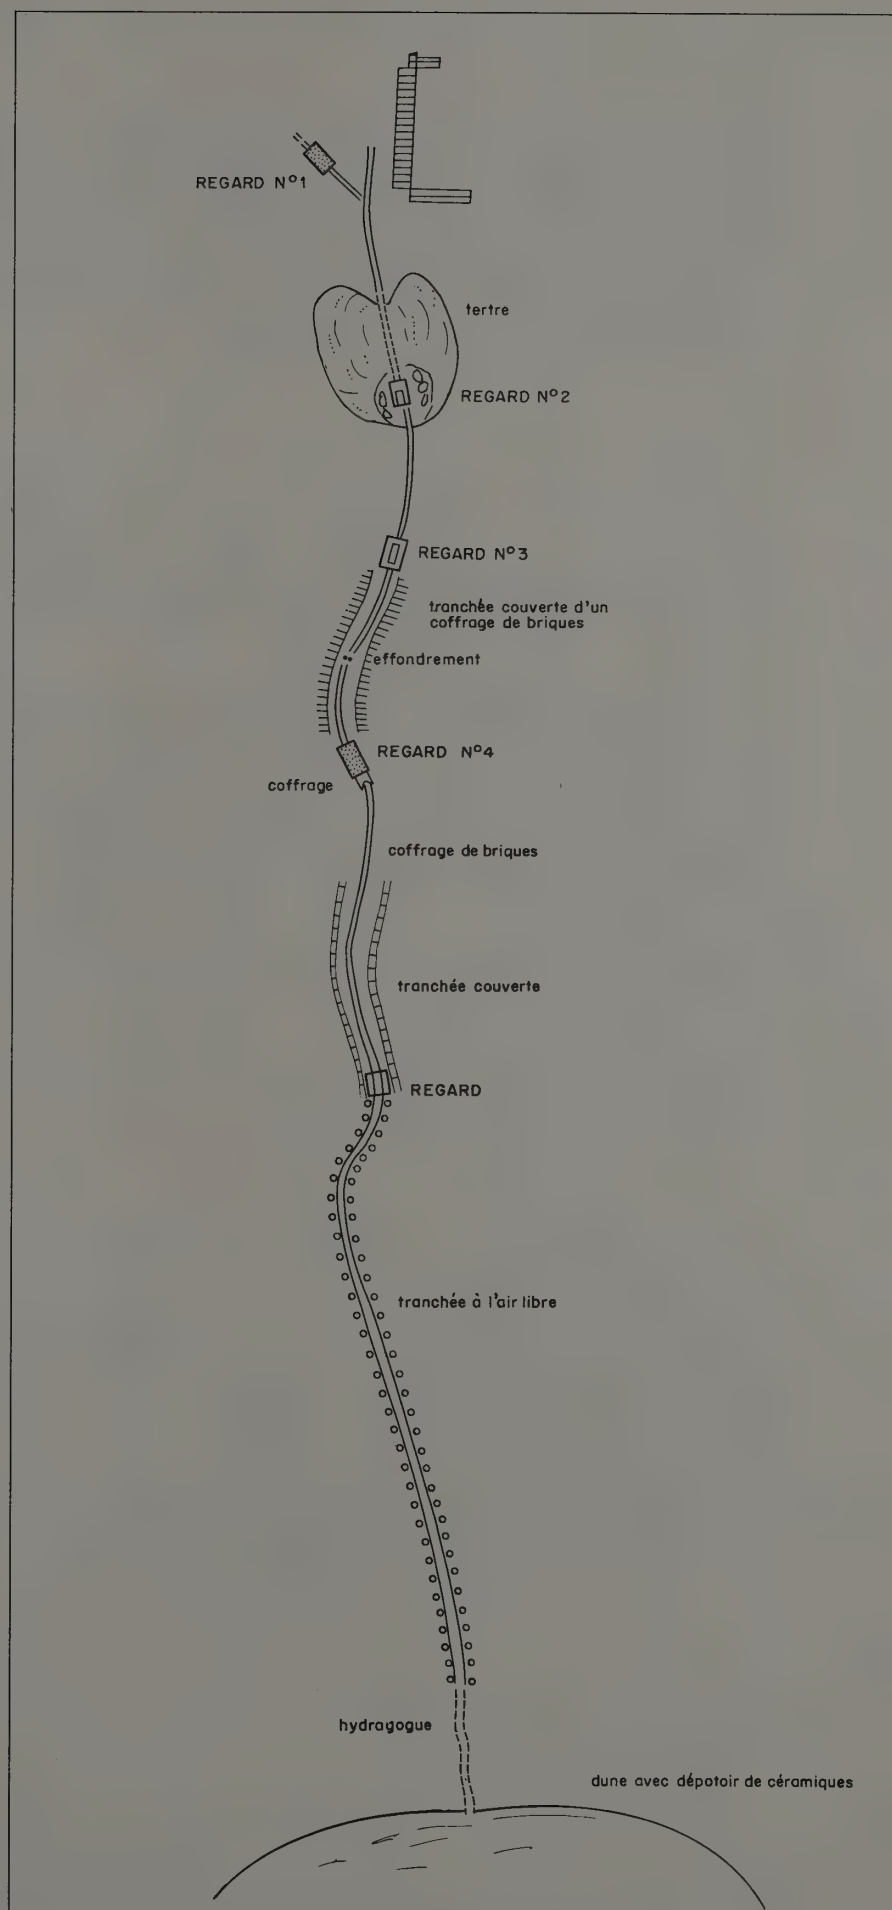 REGARD N°1
tertre
REGARD N°2
REGARD N°3
tranchée couverte d'un
coffrage de briques
effondrement
REGARD N°4
coffrage
coffrage de briques
tranchée couverte
REGARD
tranchée à l'air libre
hydragogue
dune avec dépotoir de céramiques